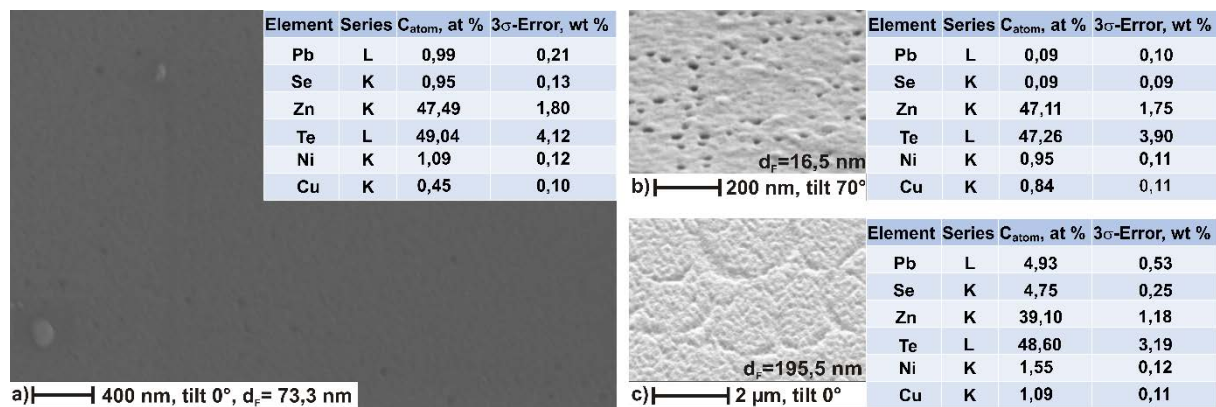 Element Series Catom, at % 3σ-Error, wt %
Pb L 0,99 0,21
Se K 0,95 0,13
Zn K 47,49 1,80
Te L 49,04 4,12
Ni K 1,09 0,12
Cu K 0,45 0,10
a) 400 nm, tilt 0°, dF= 73,3 nm
Element Series Catom, at % 3σ-Error, wt %
Pb L 0,09 0,10
Se K 0,09 0,09
Zn K 47,11 1,75
Te L 47,26 3,90
Ni K 0,95 0,11
Cu K 0,84 0,11
dF=16,5 nm
b) 200 nm, tilt 70°
Element Series Catom, at % 3σ-Error, wt %
Pb L 4,93 0,53
Se K 4,75 0,25
Zn K 39,10 1,18
Te L 48,60 3,19
Ni K 1,55 0,12
Cu K 1,09 0,11
dF=195,5 nm
c) 2 µm, tilt 0°